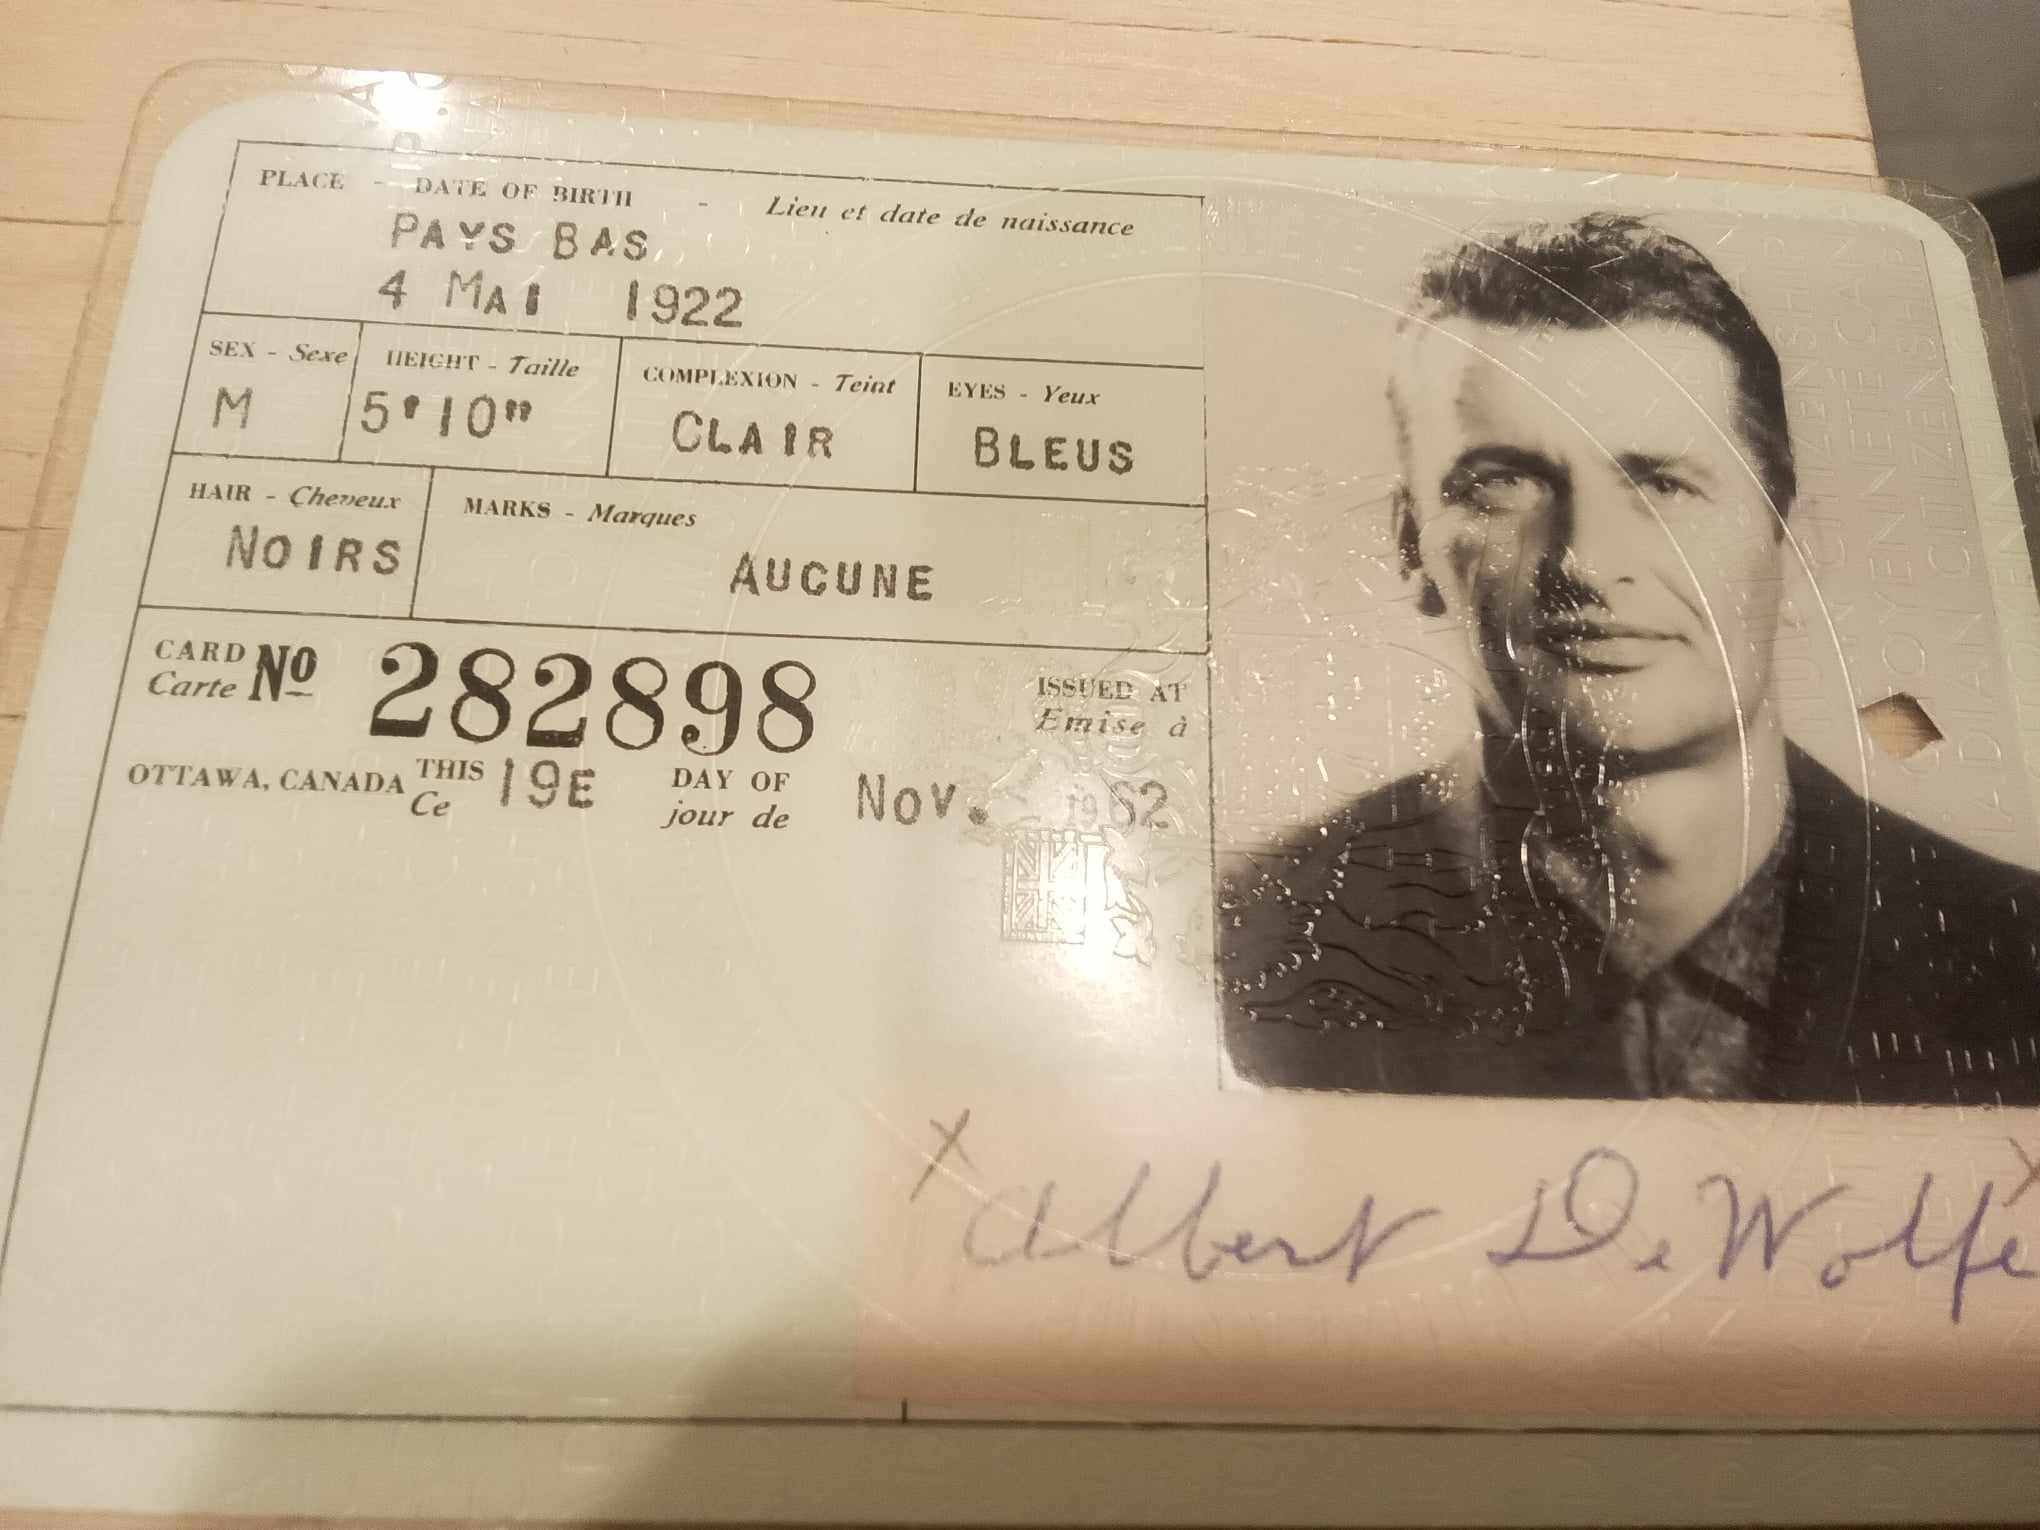 PLACE - DATE OF BIRTH - Lieu et date de naissance
PAYS BAS
4 MAI 1922
SEX - Sexe
M
HEIGHT - Taille
5'10"
COMPLEXION - Teint
CLAIR
EYES - Yeux
BLEUS
HAIR - Cheveux
NOIRS
MARKS - Marques
AUCUNE
CARD Carte No 282898
ISSUED AT
Emise à
OTTAWA, CANADA THIS 19E DAY OF NOV. 1962
Ce jour de
X Albert DeWolfe X